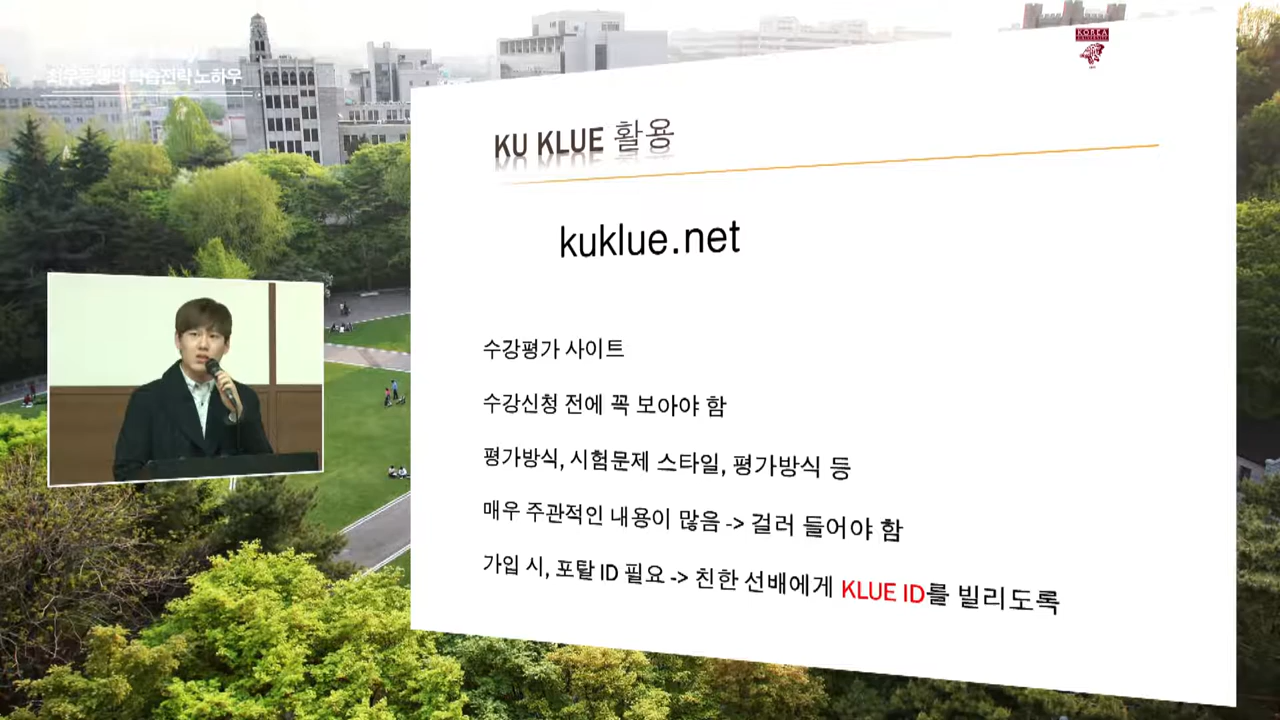 최우등생의 학습전략 노하우
KOREA
KU KLUE 활용
kuklue.net
수강평가 사이트
수강신청 전에 꼭 보아야 함
평가방식, 시험문제 스타일, 평가방식 등
매우 주관적인 내용이 많음 -> 걸러 들어야 함
가입 시, 포탈 ID 필요 -> 친한 선배에게 KLUE ID를 빌리도록